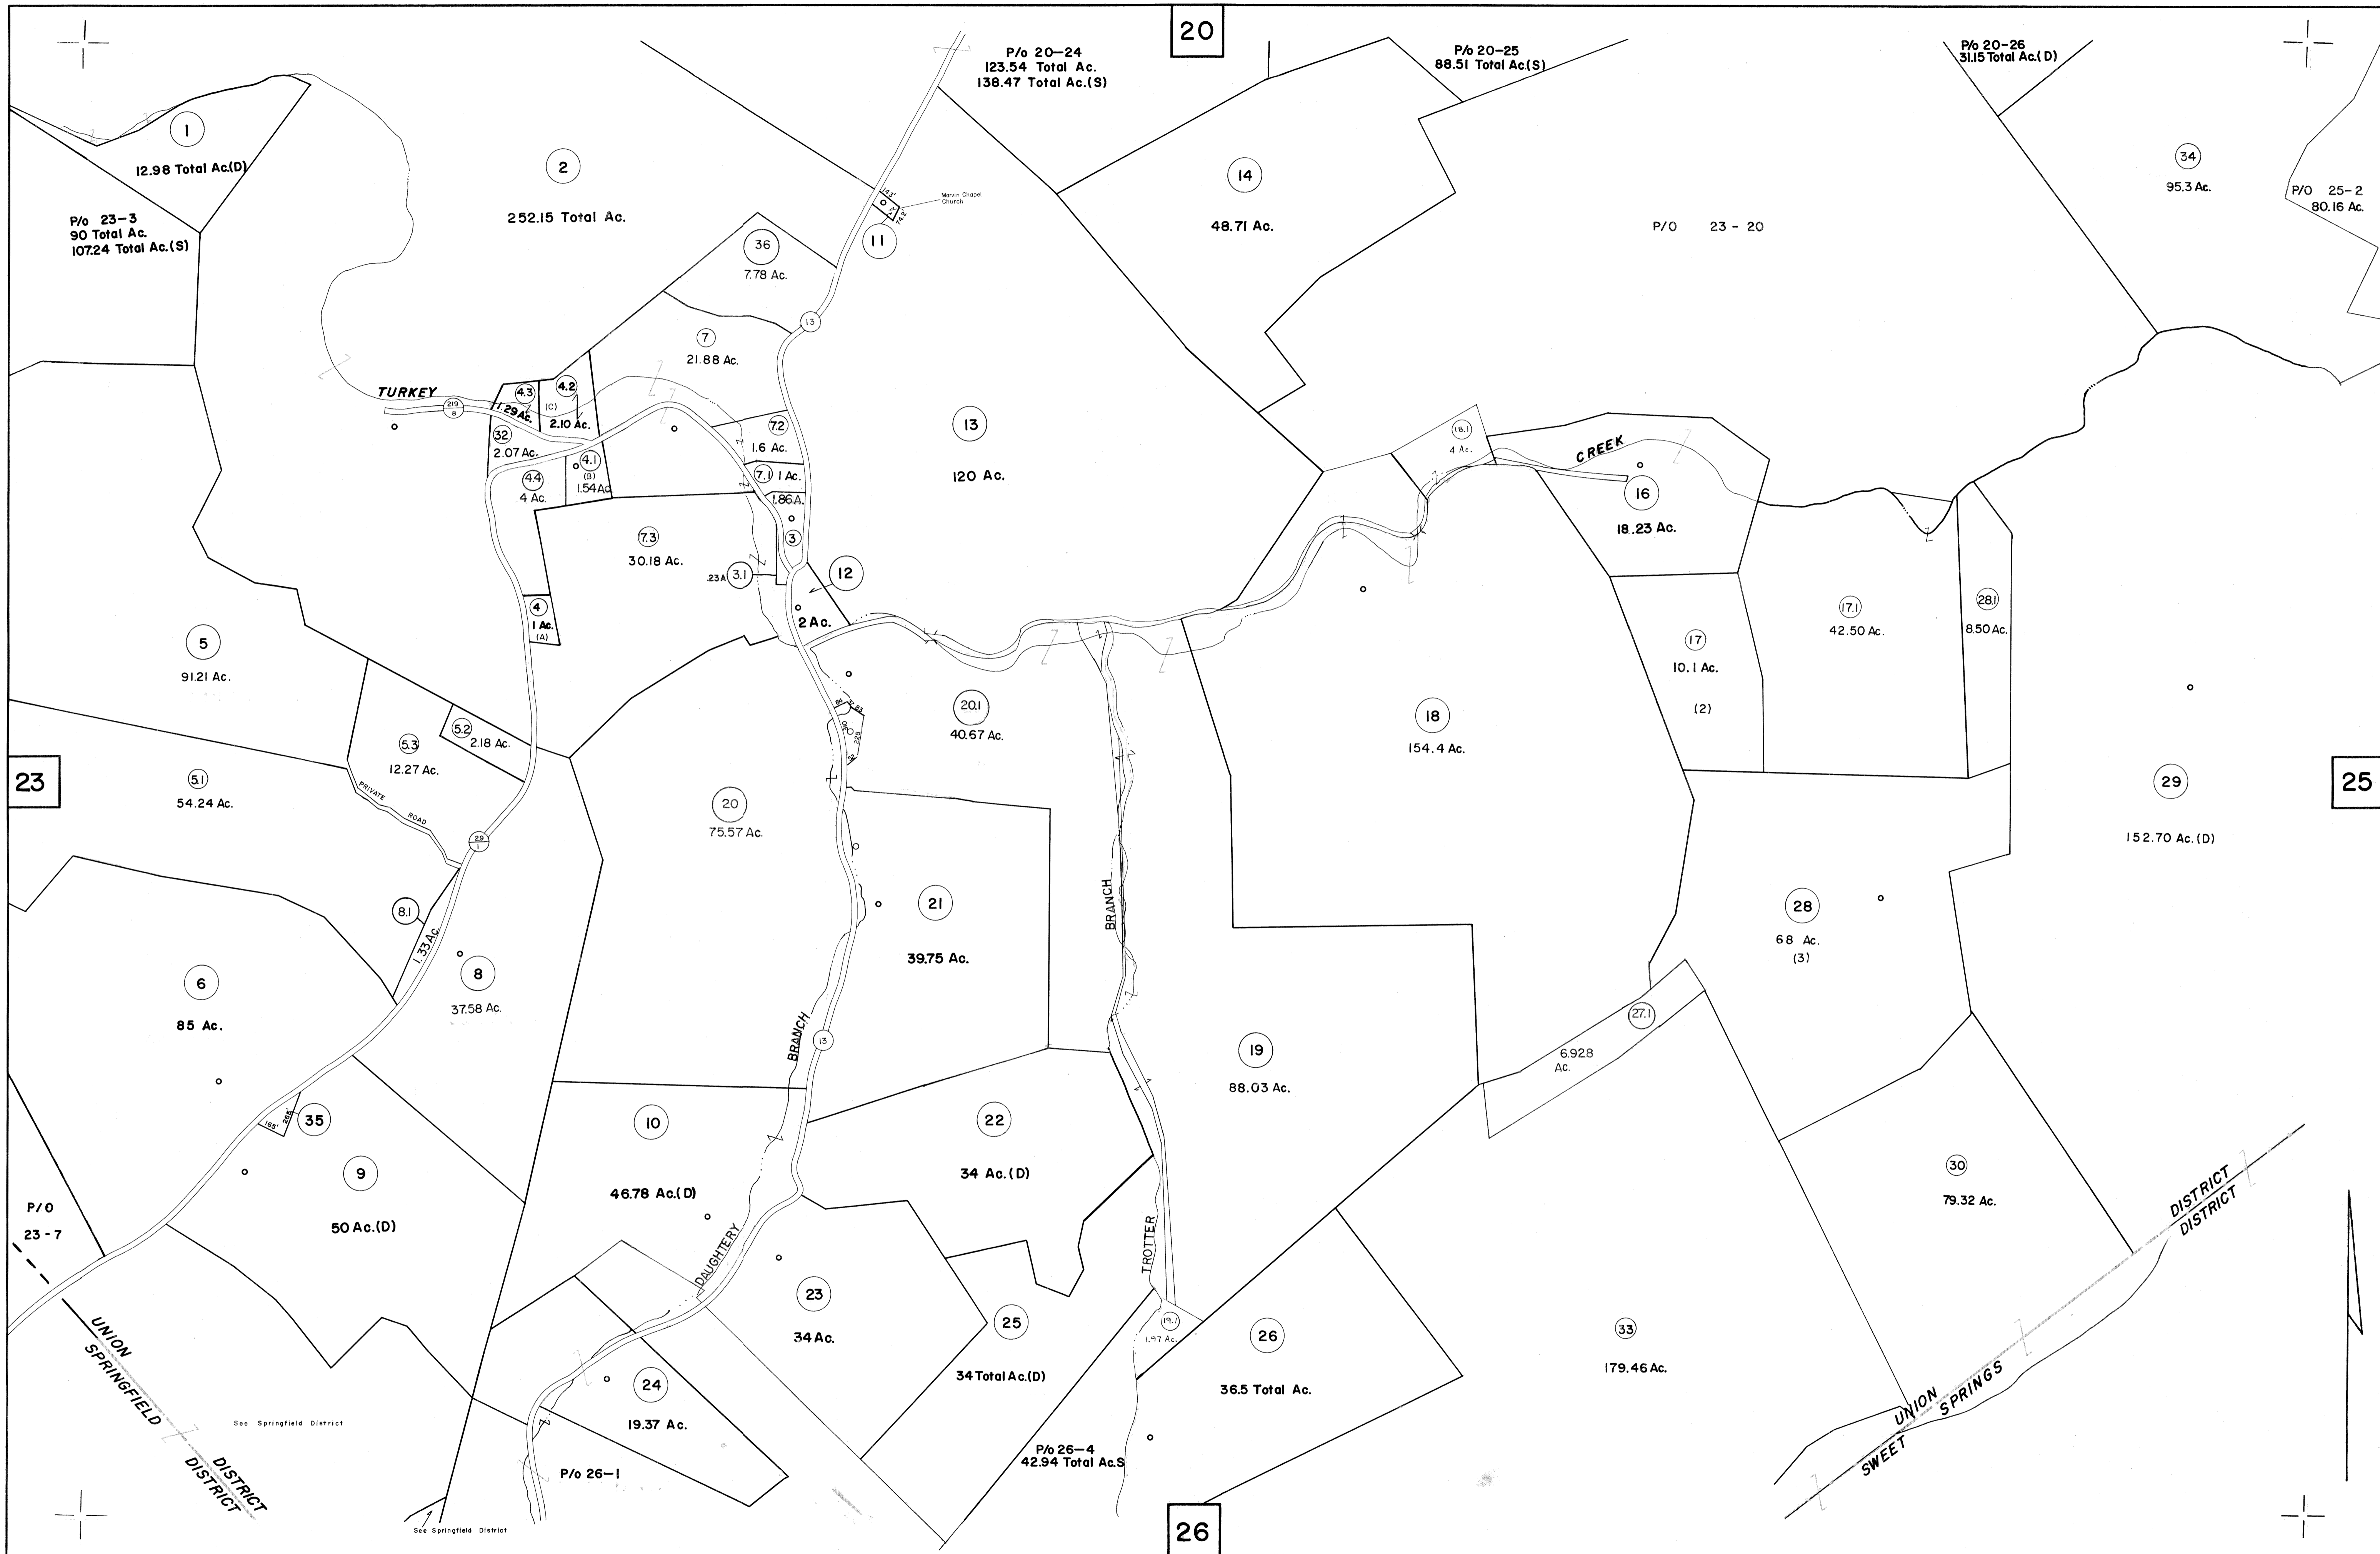 20
P/o 20-24
123.54 Total Ac.
138.47 Total Ac.(S)
P/o 20-25
88.51 Total Ac.(S)
P/o 20-26
31.15 Total Ac.(D)
1
12.98 Total Ac.(D)
2
252.15 Total Ac.
P/o 23-3
90 Total Ac.
107.24 Total Ac.(S)
143'
74.2'
Marvin Chapel
Church
11
14
48.71 Ac.
P/O 23 - 20
34
95.3 Ac.
P/O 25-2
80.16 Ac.
36
7.78 Ac.
13
7
21.88 Ac.
TURKEY
219
8
4.3
1.29 Ac.
4.2
(C)
2.10 Ac.
32
2.07 Ac.
4.4
4 Ac.
4.1
(B)
1.54 Ac
7.2
1.6 Ac.
7.1
1 Ac.
1.86 A.
3
13
120 Ac.
18.1
4 Ac.
CREEK
16
18.23 Ac.
7.3
30.18 Ac.
.23 A
3.1
12
2 Ac.
4
1 Ac.
(A)
5
91.21 Ac.
17
10.1 Ac.
(2)
17.1
42.50 Ac.
28.1
8.50 Ac.
5.3
12.27 Ac.
5.2
2.18 Ac.
225
20.1
40.67 Ac.
18
154.4 Ac.
23
5.1
54.24 Ac.
PRIVATE
ROAD
29
1
20
75.57 Ac.
29
152.70 Ac.(D)
25
8.1
1.33 Ac.
6
85 Ac.
8
37.58 Ac.
21
39.75 Ac.
BRANCH
28
68 Ac.
(3)
BRANCH
13
19
88.03 Ac.
27.1
6.928
Ac.
35
165'
265'
9
50 Ac.(D)
10
46.78 Ac.(D)
22
34 Ac.(D)
30
79.32 Ac.
P/O
23 - 7
DAUGHTERY
TROTTER
DISTRICT
DISTRICT
23
34 Ac.
25
34 Total Ac.(D)
19.1
1.97 Ac.
26
36.5 Total Ac.
33
179.46 Ac.
UNION
SPRINGFIELD
DISTRICT
DISTRICT
See Springfield District
24
19.37 Ac.
P/o 26-1
P/o 26-4
42.94 Total Ac.S
UNION
SWEET
SPRINGS
See Springfield District
26